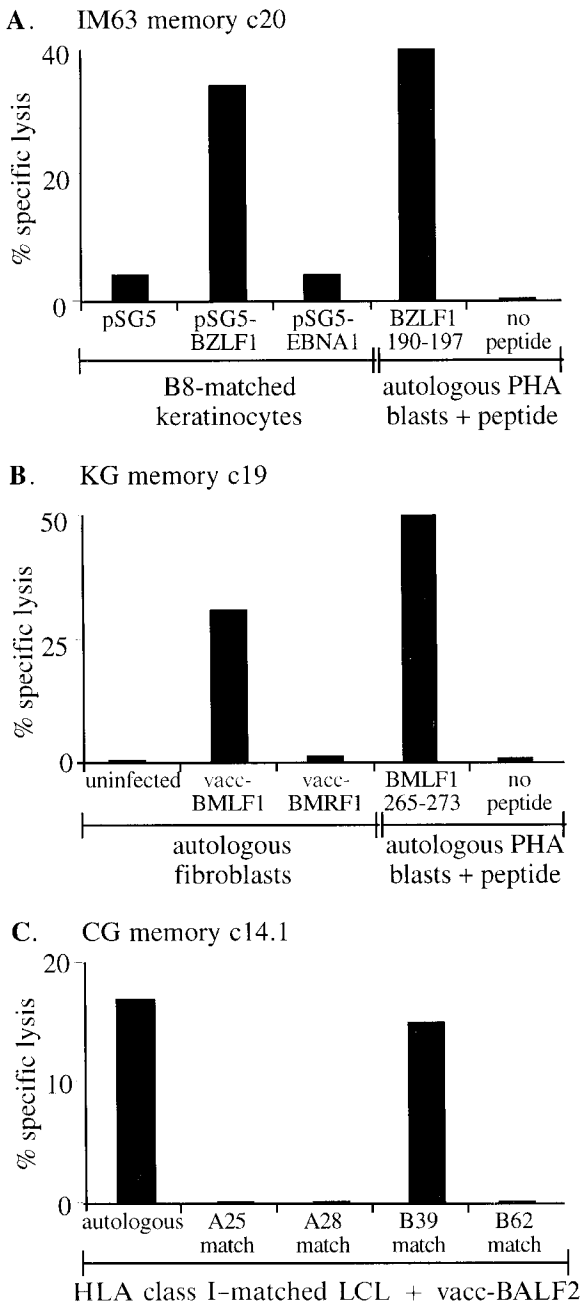 A. IM63 memory c20
% specific lysis
40
20
0
pSG5
pSG5-
BZLF1
pSG5-
EBNA1
BZLF1
190-197
no
peptide
B8-matched
keratinocytes
autologous PHA
blasts + peptide
B. KG memory c19
% specific lysis
50
25
0
uninfected
vacc-
BMLF1
vacc-
BMRF1
BMLF1
265-273
no
peptide
autologous
fibroblasts
autologous PHA
blasts + peptide
C. CG memory c14.1
% specific lysis
20
10
0
autologous
A25
match
A28
match
B39
match
B62
match
HLA class I-matched LCL + vacc-BALF2